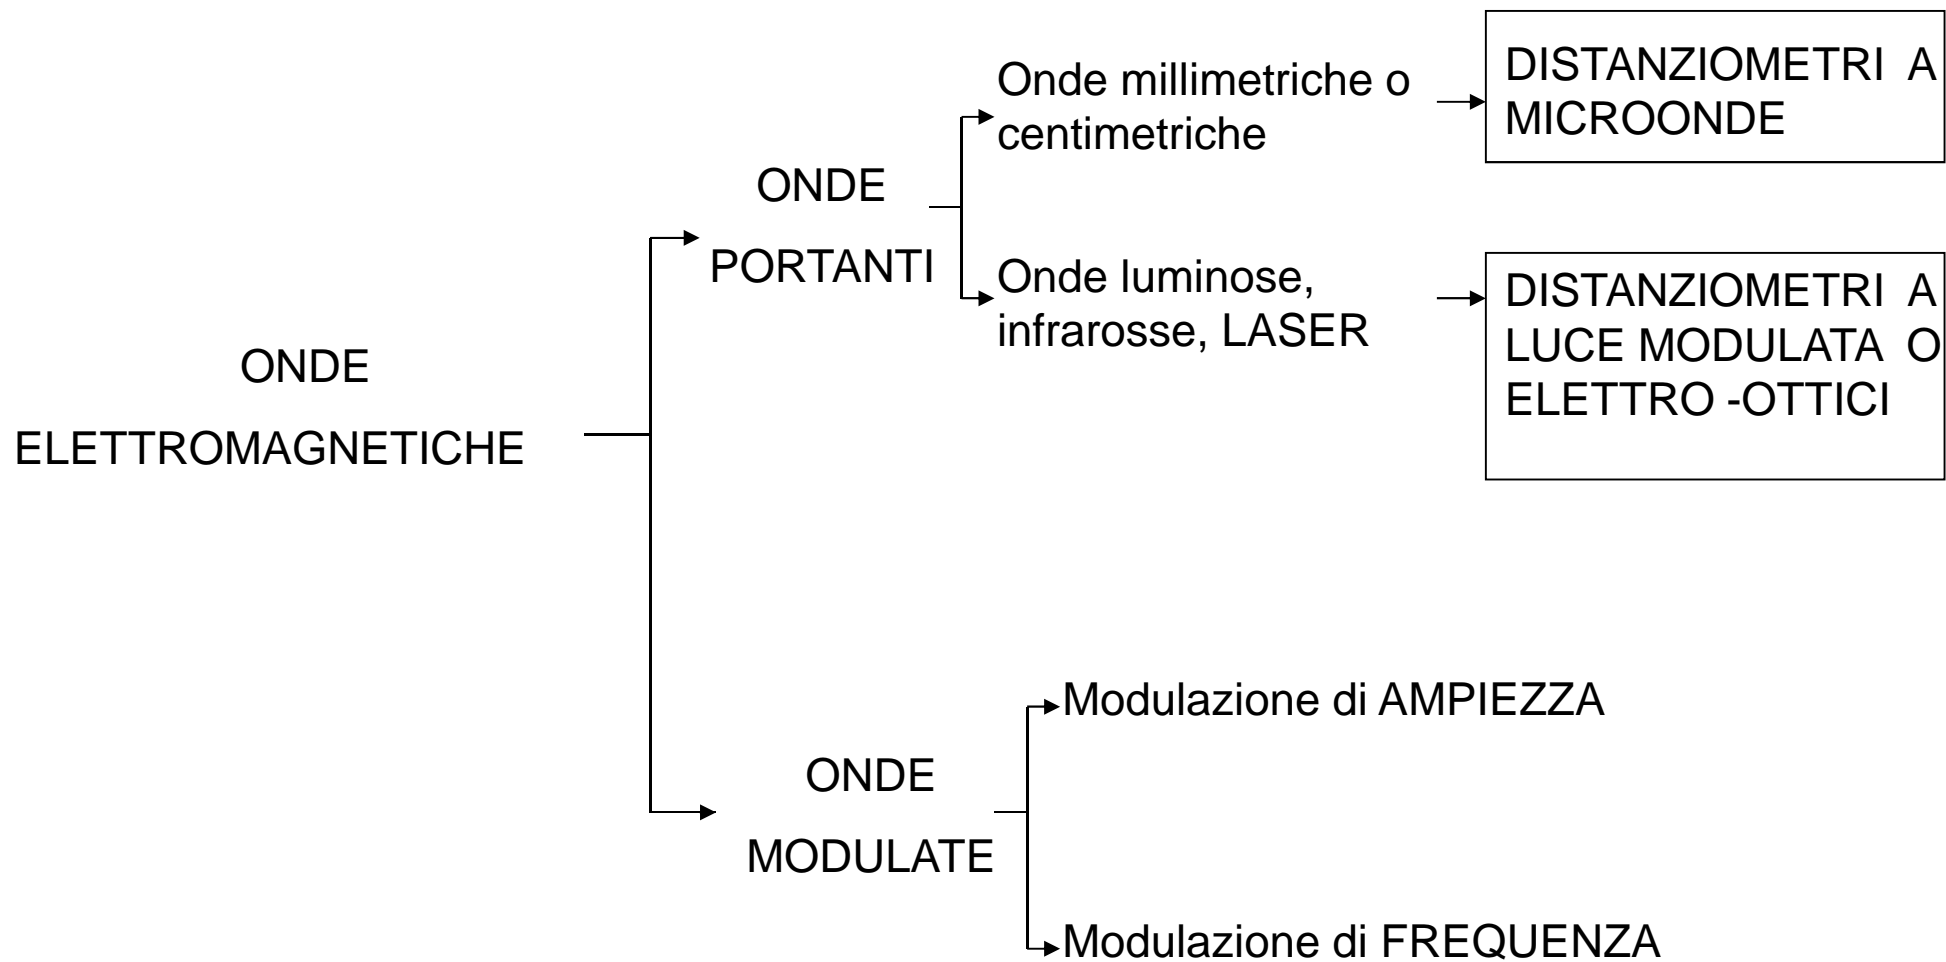 ONDE
ELETTROMAGNETICHE
ONDE
PORTANTI
Onde millimetriche o
centimetriche
DISTANZIOMETRI A
MICROONDE
Onde luminose,
infrarosse, LASER
DISTANZIOMETRI A
LUCE MODULATA O
ELETTRO -OTTICI
ONDE
MODULATE
Modulazione di AMPIEZZA
Modulazione di FREQUENZA